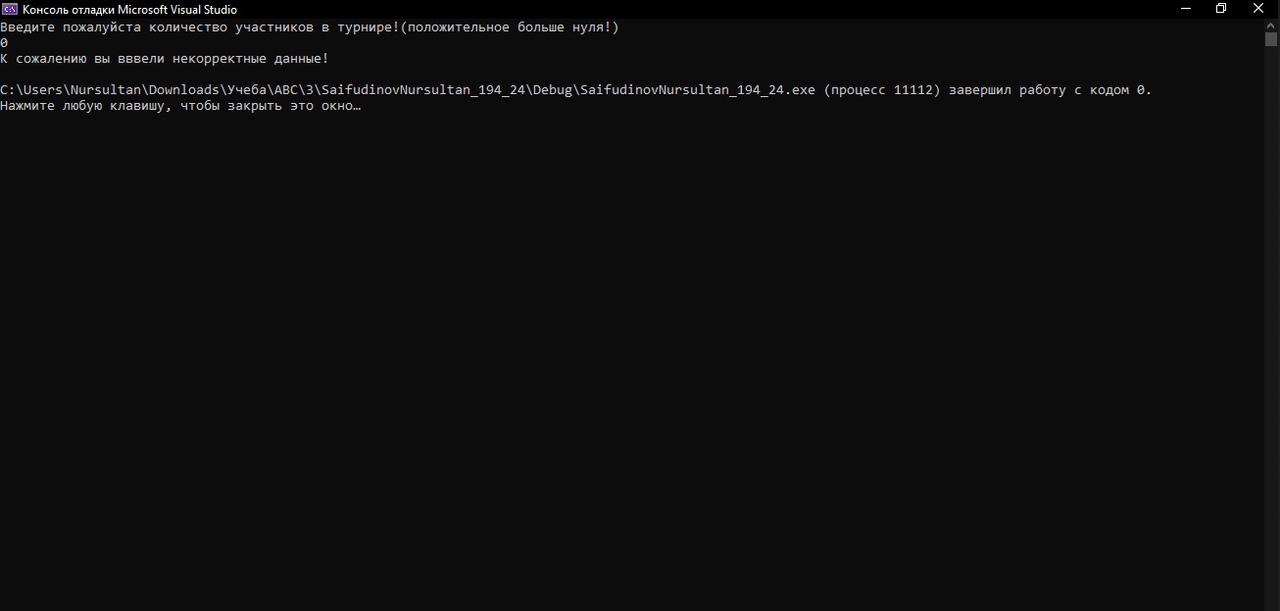 Консоль отладки Microsoft Visual Studio
Введите пожалуйста количество участников в турнире!(положительное больше нуля!)
0
К сожалению вы вввели некорректные данные!
C:\Users\Nursultan\Downloads\Учеба\ABC\3\SaifudinovNursultan_194_24\Debug\SaifudinovNursultan_194_24.exe (процесс 11112) завершил работу с кодом 0.
Нажмите любую клавишу, чтобы закрыть это окно…